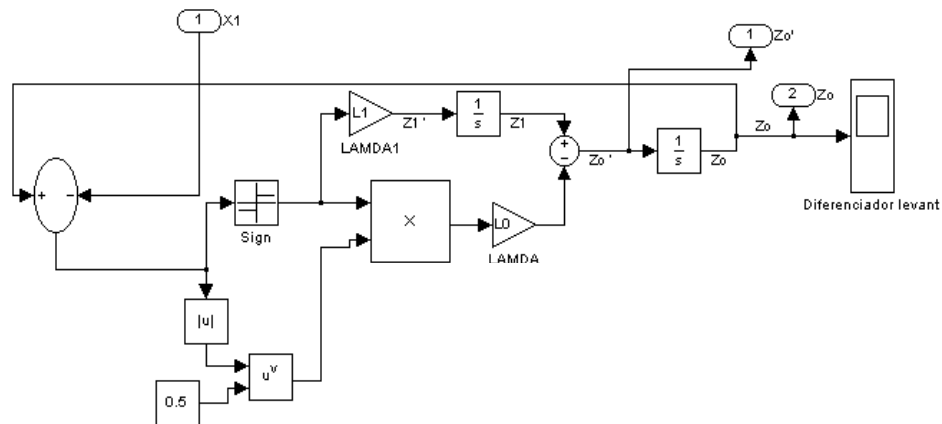 1
X1
1
Zo'
2
Zo
L1
Z1 '
LAMDA1
1
s
Z1
+
−
Zo '
1
s
Zo
Zo
Diferenciador levant
+
−
Sign
X
L0
LAMDA
|u|
u^v
0.5